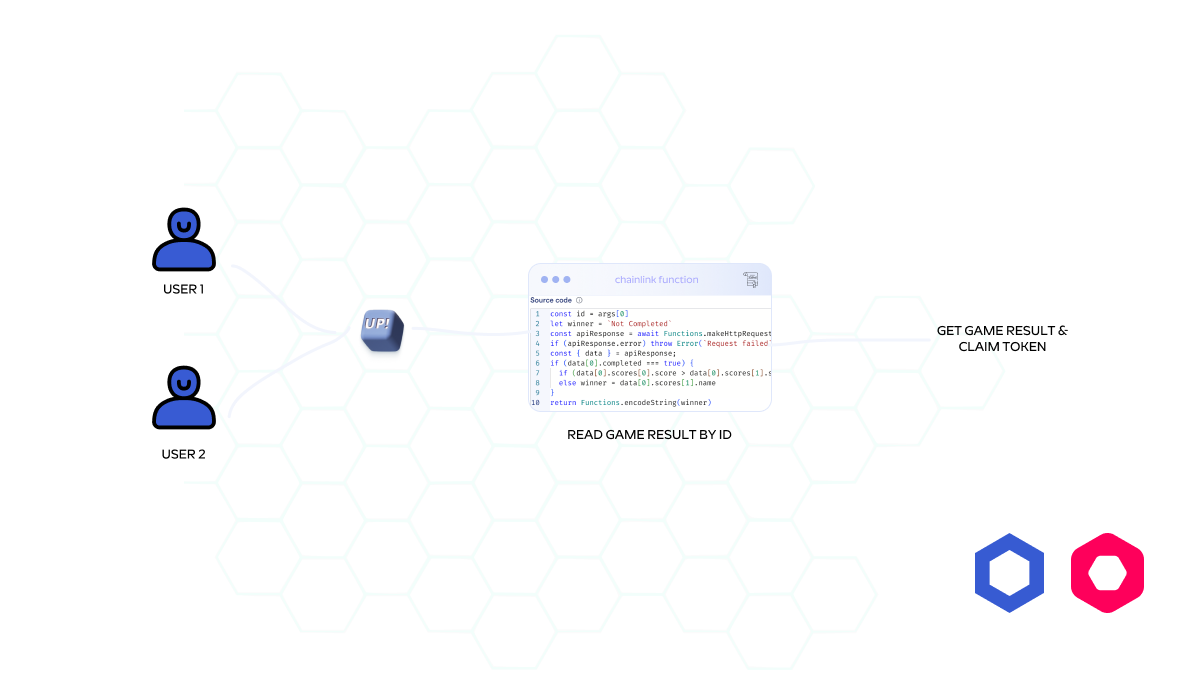 USER 1
USER 2
UP!
chainlink function
Source code
1 const id = args[0]
2 let winner = `Not Completed`
3 const apiResponse = await Functions.makeHttpRequest
4 if (apiResponse.error) throw Error(`Request failed`
5 const { data } = apiResponse;
6 if (data[0].completed === true) {
7 if (data[0].scores[0].score > data[0].scores[1].s
8 else winner = data[0].scores[1].name
9 }
10 return Functions.encodeString(winner)
READ GAME RESULT BY ID
GET GAME RESULT &
CLAIM TOKEN